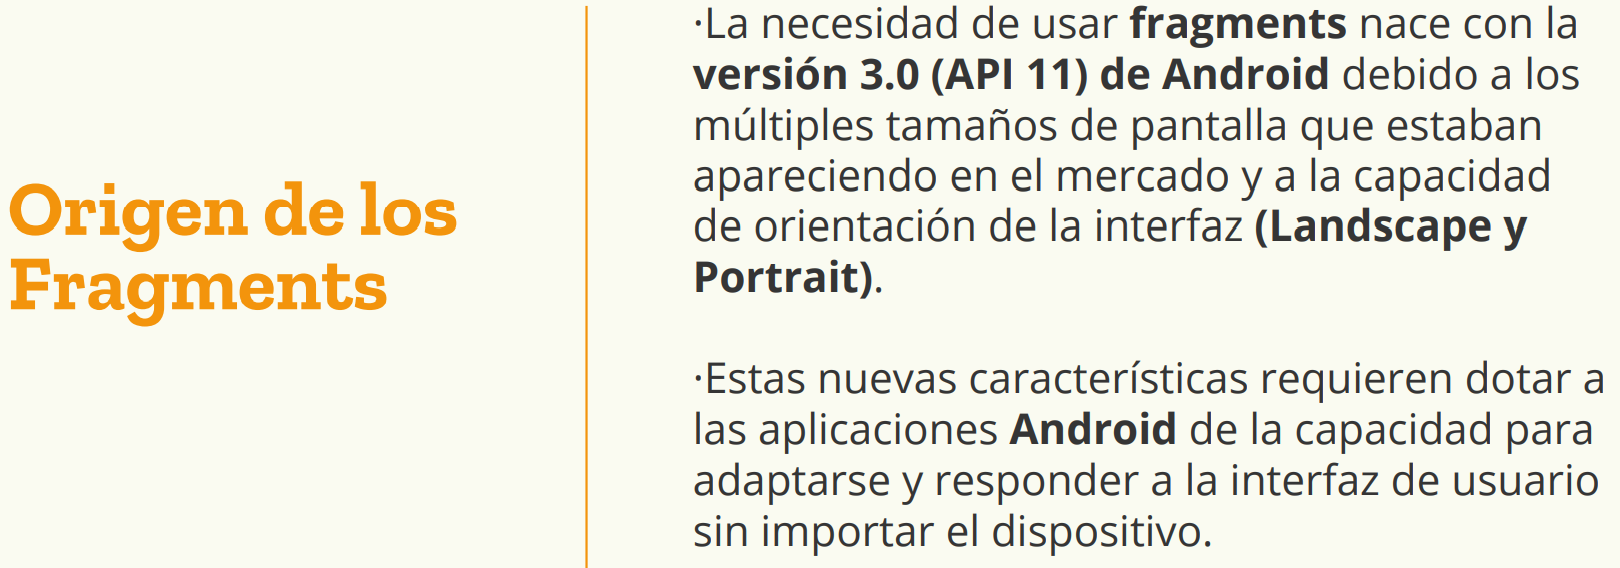 Origen de los
Fragments
·La necesidad de usar fragments nace con la
versión 3.0 (API 11) de Android debido a los
múltiples tamaños de pantalla que estaban
apareciendo en el mercado y a la capacidad
de orientación de la interfaz (Landscape y
Portrait).
·Estas nuevas características requieren dotar a
las aplicaciones Android de la capacidad para
adaptarse y responder a la interfaz de usuario
sin importar el dispositivo.